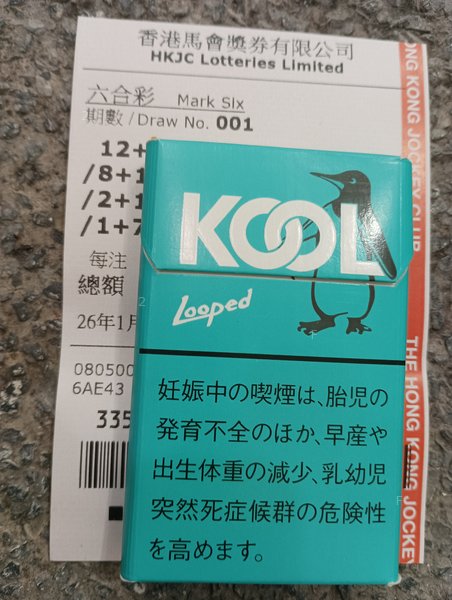 香港馬會獎券有限公司
HKJC Lotteries Limited
六合彩 Mark Six
期數 / Draw No. 001
12+
/8+1
/2+1
/1+7
每注
總額
26年1月
080500
6AE43
335
KOOL
Looped
妊娠中の喫煙は、胎児の
発育不全のほか、早産や
出生体重の減少、乳幼児
突然死症候群の危険性
を高めます。
HONG KONG JOCKEY CLUB
THE HONG KONG JOCKEY